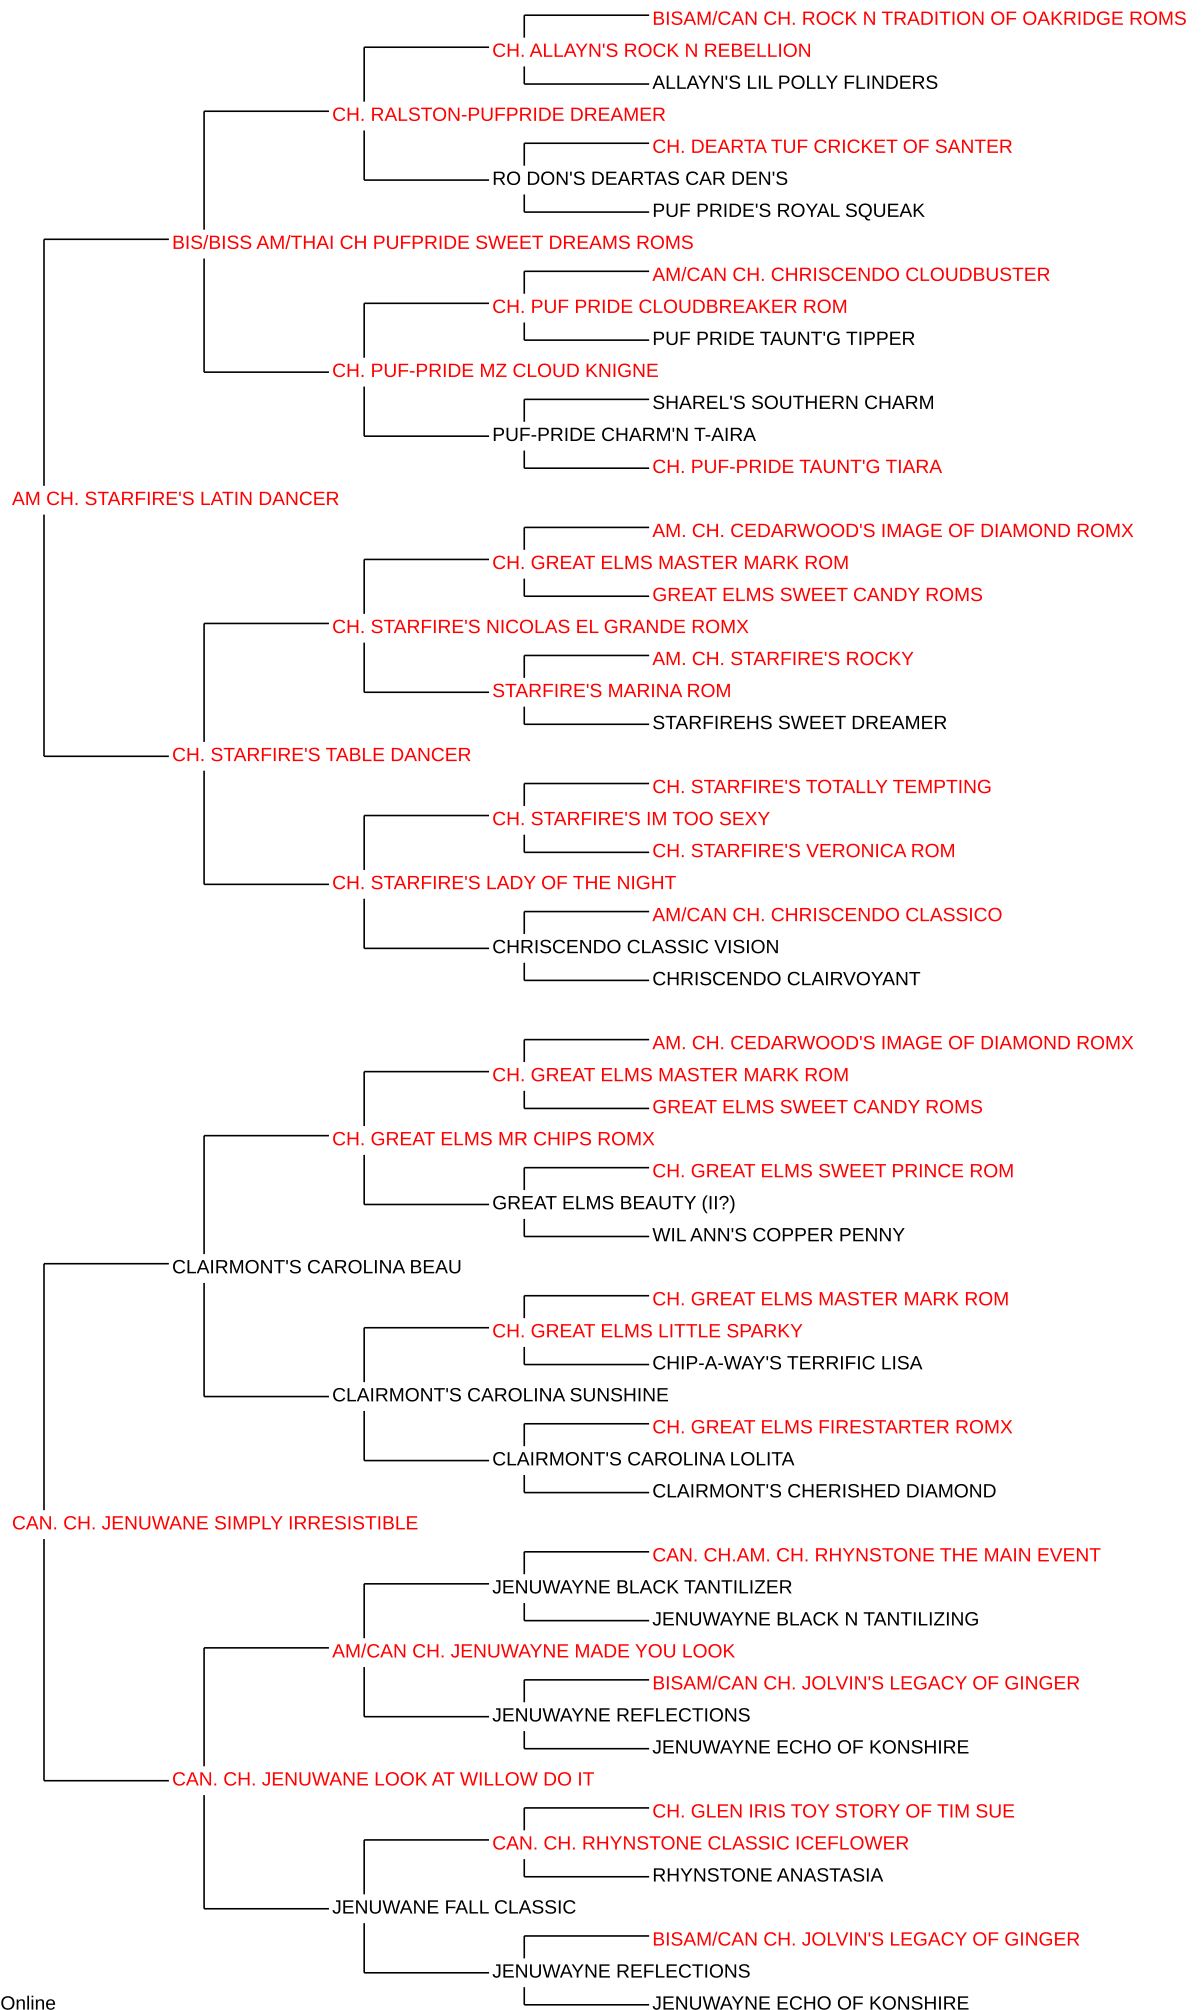 BISAM/CAN CH. ROCK N TRADITION OF OAKRIDGE ROMS
CH. ALLAYN'S ROCK N REBELLION
ALLAYN'S LIL POLLY FLINDERS
CH. RALSTON-PUFPRIDE DREAMER
CH. DEARTA TUF CRICKET OF SANTER
RO DON'S DEARTAS CAR DEN'S
PUF PRIDE'S ROYAL SQUEAK
BIS/BISS AM/THAI CH PUFPRIDE SWEET DREAMS ROMS
AM/CAN CH. CHRISCENDO CLOUDBUSTER
CH. PUF PRIDE CLOUDBREAKER ROM
PUF PRIDE TAUNT'G TIPPER
CH. PUF-PRIDE MZ CLOUD KNIGNE
SHAREL'S SOUTHERN CHARM
PUF-PRIDE CHARM'N T-AIRA
CH. PUF-PRIDE TAUNT'G TIARA
AM CH. STARFIRE'S LATIN DANCER
AM. CH. CEDARWOOD'S IMAGE OF DIAMOND ROMX
CH. GREAT ELMS MASTER MARK ROM
GREAT ELMS SWEET CANDY ROMS
CH. STARFIRE'S NICOLAS EL GRANDE ROMX
AM. CH. STARFIRE'S ROCKY
STARFIRE'S MARINA ROM
STARFIREHS SWEET DREAMER
CH. STARFIRE'S TABLE DANCER
CH. STARFIRE'S TOTALLY TEMPTING
CH. STARFIRE'S IM TOO SEXY
CH. STARFIRE'S VERONICA ROM
CH. STARFIRE'S LADY OF THE NIGHT
AM/CAN CH. CHRISCENDO CLASSICO
CHRISCENDO CLASSIC VISION
CHRISCENDO CLAIRVOYANT
AM. CH. CEDARWOOD'S IMAGE OF DIAMOND ROMX
CH. GREAT ELMS MASTER MARK ROM
GREAT ELMS SWEET CANDY ROMS
CH. GREAT ELMS MR CHIPS ROMX
CH. GREAT ELMS SWEET PRINCE ROM
GREAT ELMS BEAUTY (II?)
WIL ANN'S COPPER PENNY
CLAIRMONT'S CAROLINA BEAU
CH. GREAT ELMS MASTER MARK ROM
CH. GREAT ELMS LITTLE SPARKY
CHIP-A-WAY'S TERRIFIC LISA
CLAIRMONT'S CAROLINA SUNSHINE
CH. GREAT ELMS FIRESTARTER ROMX
CLAIRMONT'S CAROLINA LOLITA
CLAIRMONT'S CHERISHED DIAMOND
CAN. CH. JENUWANE SIMPLY IRRESISTIBLE
CAN. CH.AM. CH. RHYNSTONE THE MAIN EVENT
JENUWAYNE BLACK TANTILIZER
JENUWAYNE BLACK N TANTILIZING
AM/CAN CH. JENUWAYNE MADE YOU LOOK
BISAM/CAN CH. JOLVIN'S LEGACY OF GINGER
JENUWAYNE REFLECTIONS
JENUWAYNE ECHO OF KONSHIRE
CAN. CH. JENUWANE LOOK AT WILLOW DO IT
CH. GLEN IRIS TOY STORY OF TIM SUE
CAN. CH. RHYNSTONE CLASSIC ICEFLOWER
RHYNSTONE ANASTASIA
JENUWANE FALL CLASSIC
BISAM/CAN CH. JOLVIN'S LEGACY OF GINGER
JENUWAYNE REFLECTIONS
Online
JENUWAYNE ECHO OF KONSHIRE